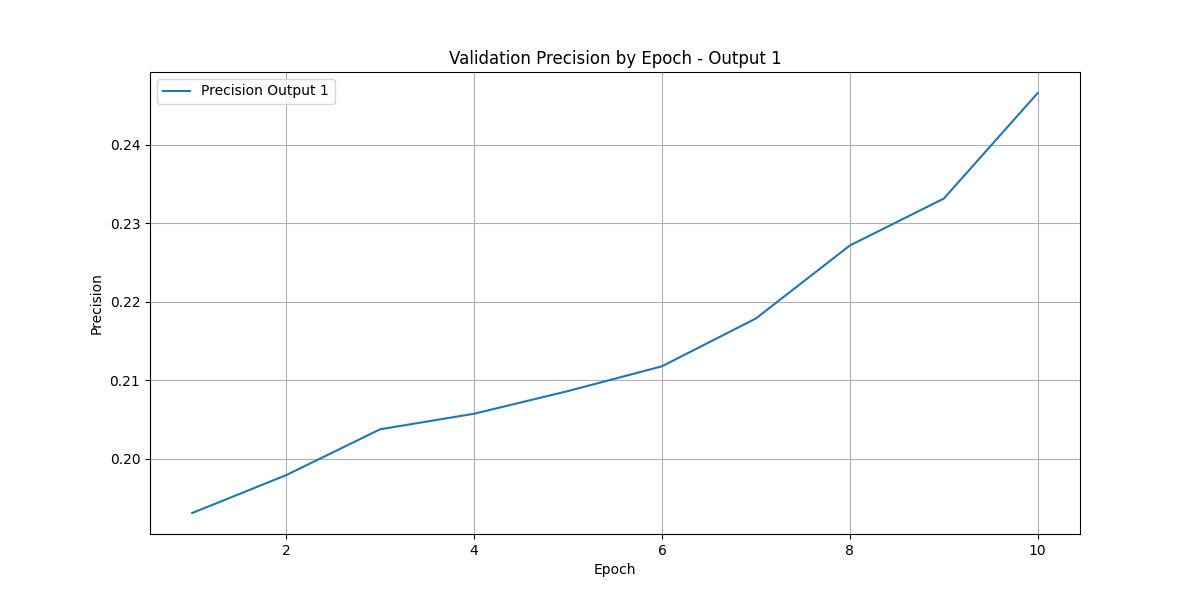 Validation Precision by Epoch - Output 1
Precision Output 1
Precision
0.24
0.23
0.22
0.21
0.20
2 4 6 8 10
Epoch